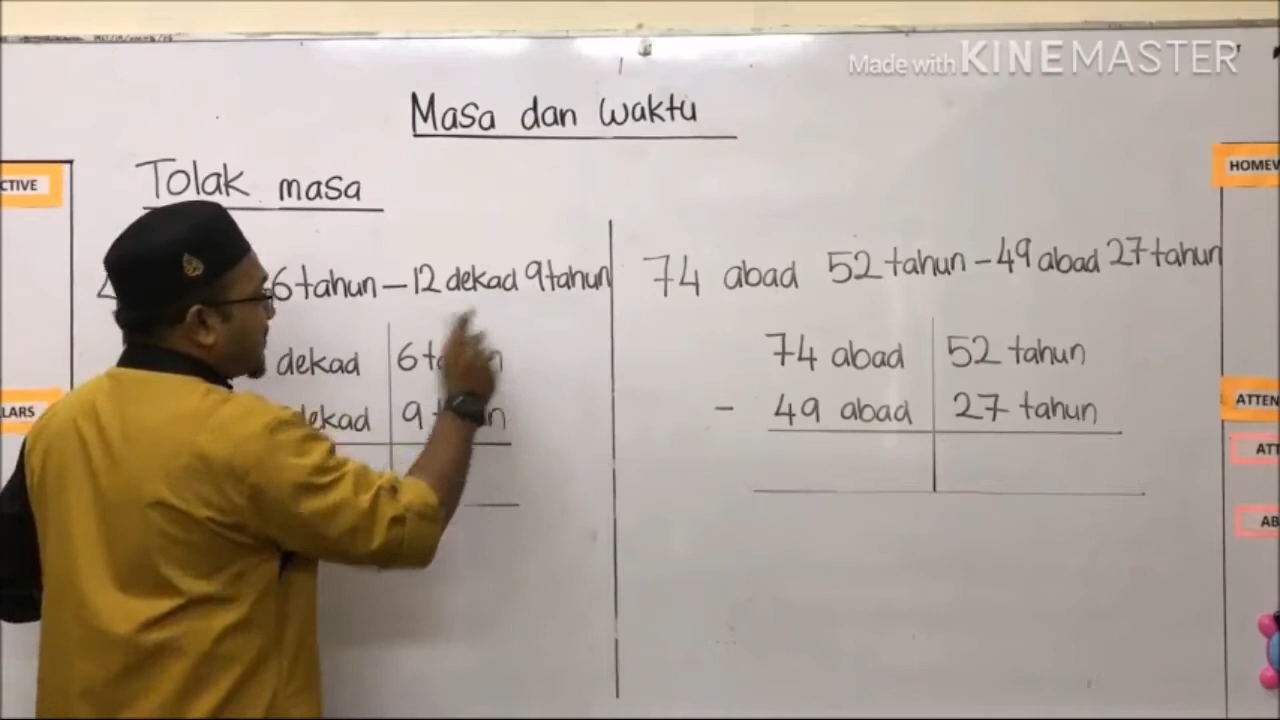 Made with KINEMASTER
Masa dan waktu
Tolak masa
6 tahun – 12 dekad 9 tahun
dekad 6
9
74 abad 52 tahun – 49 abad 27 tahun
74 abad 52 tahun
– 49 abad 27 tahun
CTIVE
LARS
HOMEW
ATTEN
ATT
AB